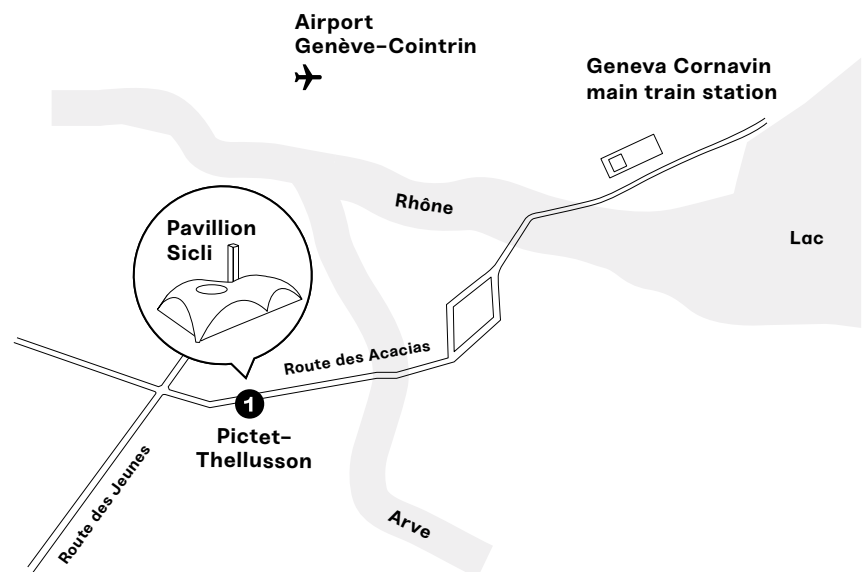 Airport
Genève–Cointrin
Geneva Cornavin
main train station
Rhône
Pavillion
Sicli
Lac
Route des Acacias
1
Pictet–
Thellusson
Route des Jeunes
Arve